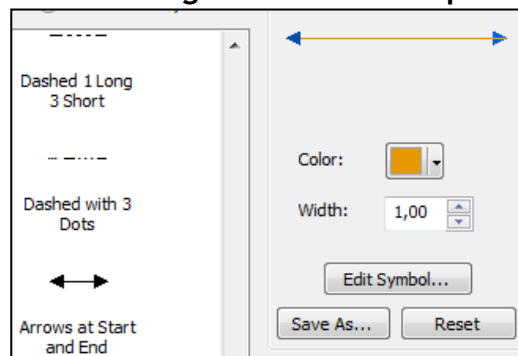 Dashed 1 Long
3 Short
Dashed with 3
Dots
Arrows at Start
and End
Color:
Width:
1,00
Edit Symbol...
Save As...
Reset